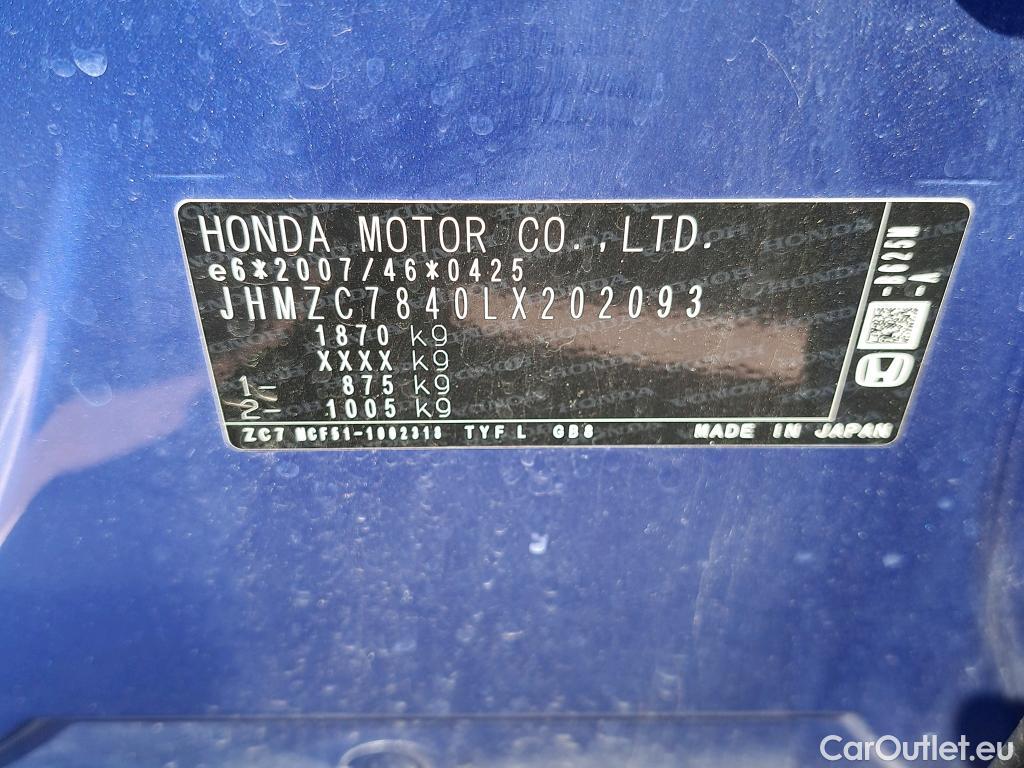 HONDA MOTOR CO.,LTD.
e6*2007/46*0425
JHMZC7840LX202093
1870 kg
XXXX kg
1- 875 kg
2- 1005 kg
ZC7 MCF51-1002318 TYF L GB8
MADE IN JAPAN
CarOutlet.eu